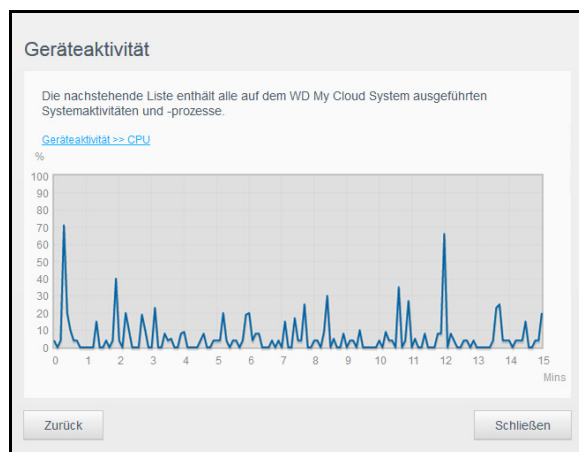 Geräteaktivität
Die nachstehende Liste enthält alle auf dem WD My Cloud System ausgeführten
Systemaktivitäten und -prozesse.
Geräteaktivität >> CPU
%
100
90
80
70
60
50
40
30
20
10
0
0 1 2 3 4 5 6 7 8 9 10 11 12 13 14 15
Mins
Zurück Schließen